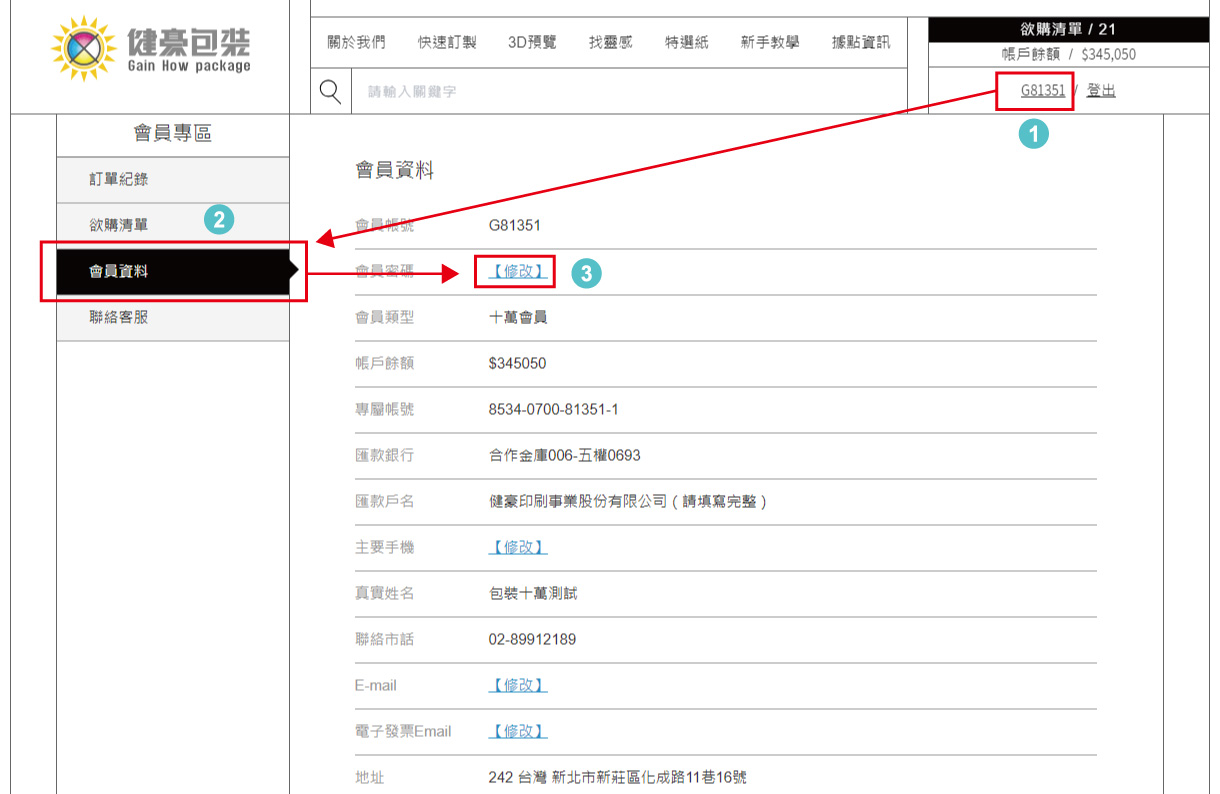 健豪包裝
Gain How package
關於我們 快速訂製 3D預覽 找靈感 特選紙 新手教學 據點資訊
請輸入關鍵字
欲購清單 / 21
帳戶餘額 / $345,050
G81351 / 登出
1
會員專區
訂單紀錄
欲購清單
2
會員資料
聯絡客服
會員資料
會員帳號 G81351
會員密碼 【修改】 3
會員類型 十萬會員
帳戶餘額 $345050
專屬帳號 8534-0700-81351-1
匯款銀行 合作金庫006-五權0693
匯款戶名 健豪印刷事業股份有限公司 ( 請填寫完整 )
主要手機 【修改】
真實姓名 包裝十萬測試
聯絡市話 02-89912189
E-mail 【修改】
電子發票Email 【修改】
地址 242 台灣 新北市新莊區化成路11巷16號